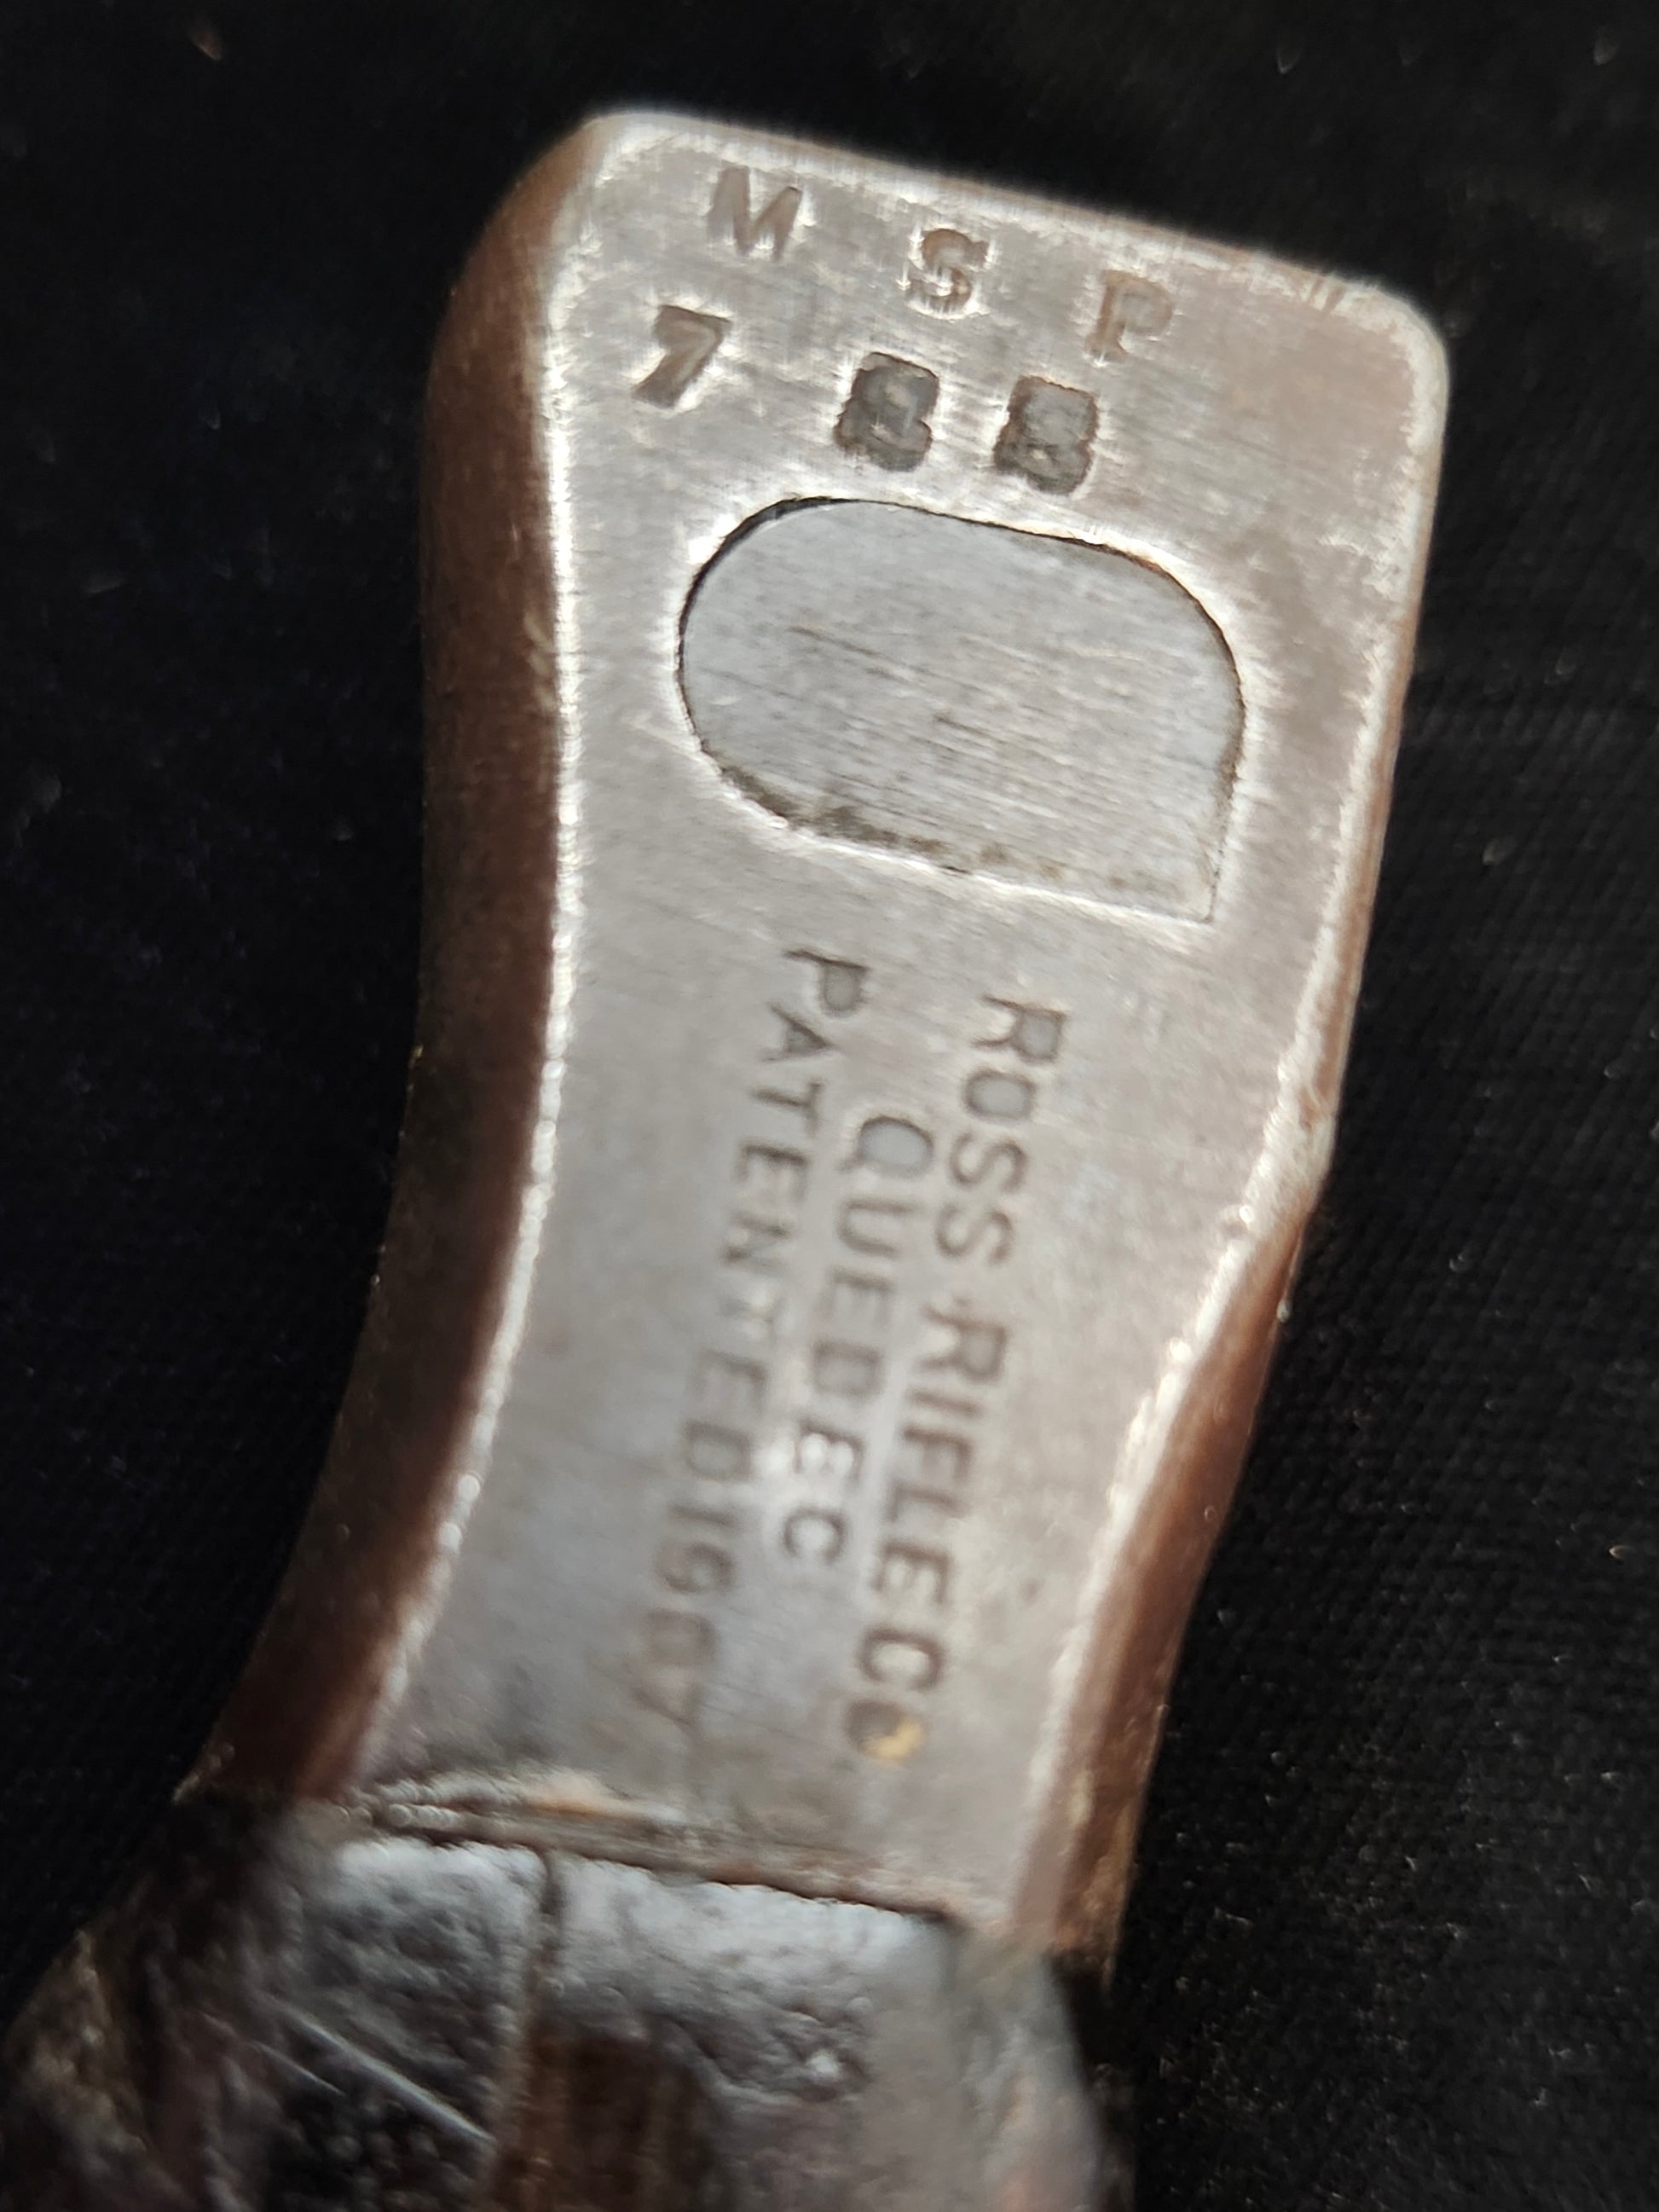 M S P
7
ROSS RIFLE CO
QUEBEC
PATENTED 1907